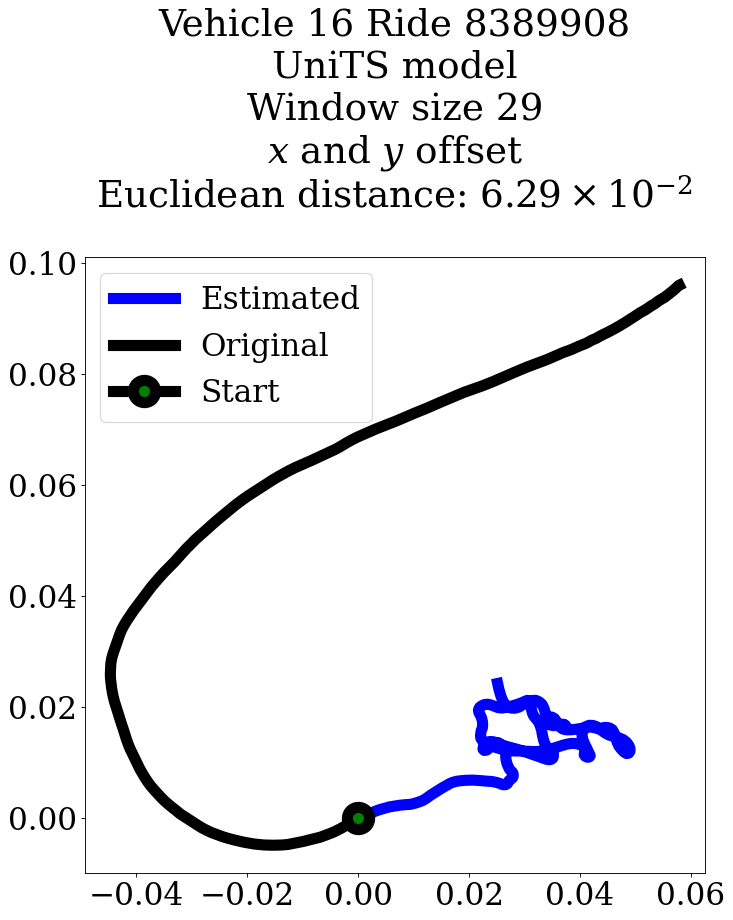 Vehicle 16 Ride 8389908
UniTS model
Window size 29
x and y offset
Euclidean distance: 6.29 × 10⁻²
0.10
0.08
0.06
0.04
0.02
0.00
Estimated
Original
Start
−0.04 −0.02 0.00 0.02 0.04 0.06